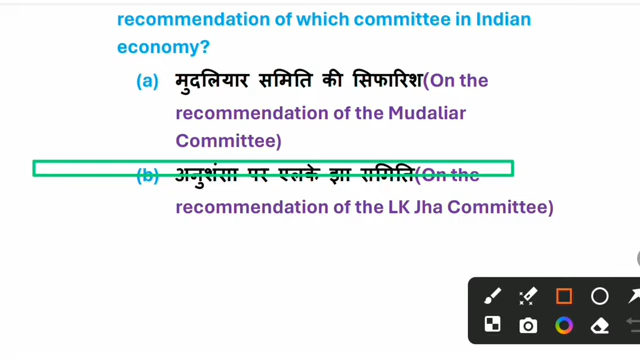 recommendation of which committee in Indian
economy?
(a) मुदलियार समिति की सिफारिश(On the
recommendation of the Mudaliar
Committee)
(b) अनुशंसा पर एलके झा समिति(On the
recommendation of the LK Jha Committee)